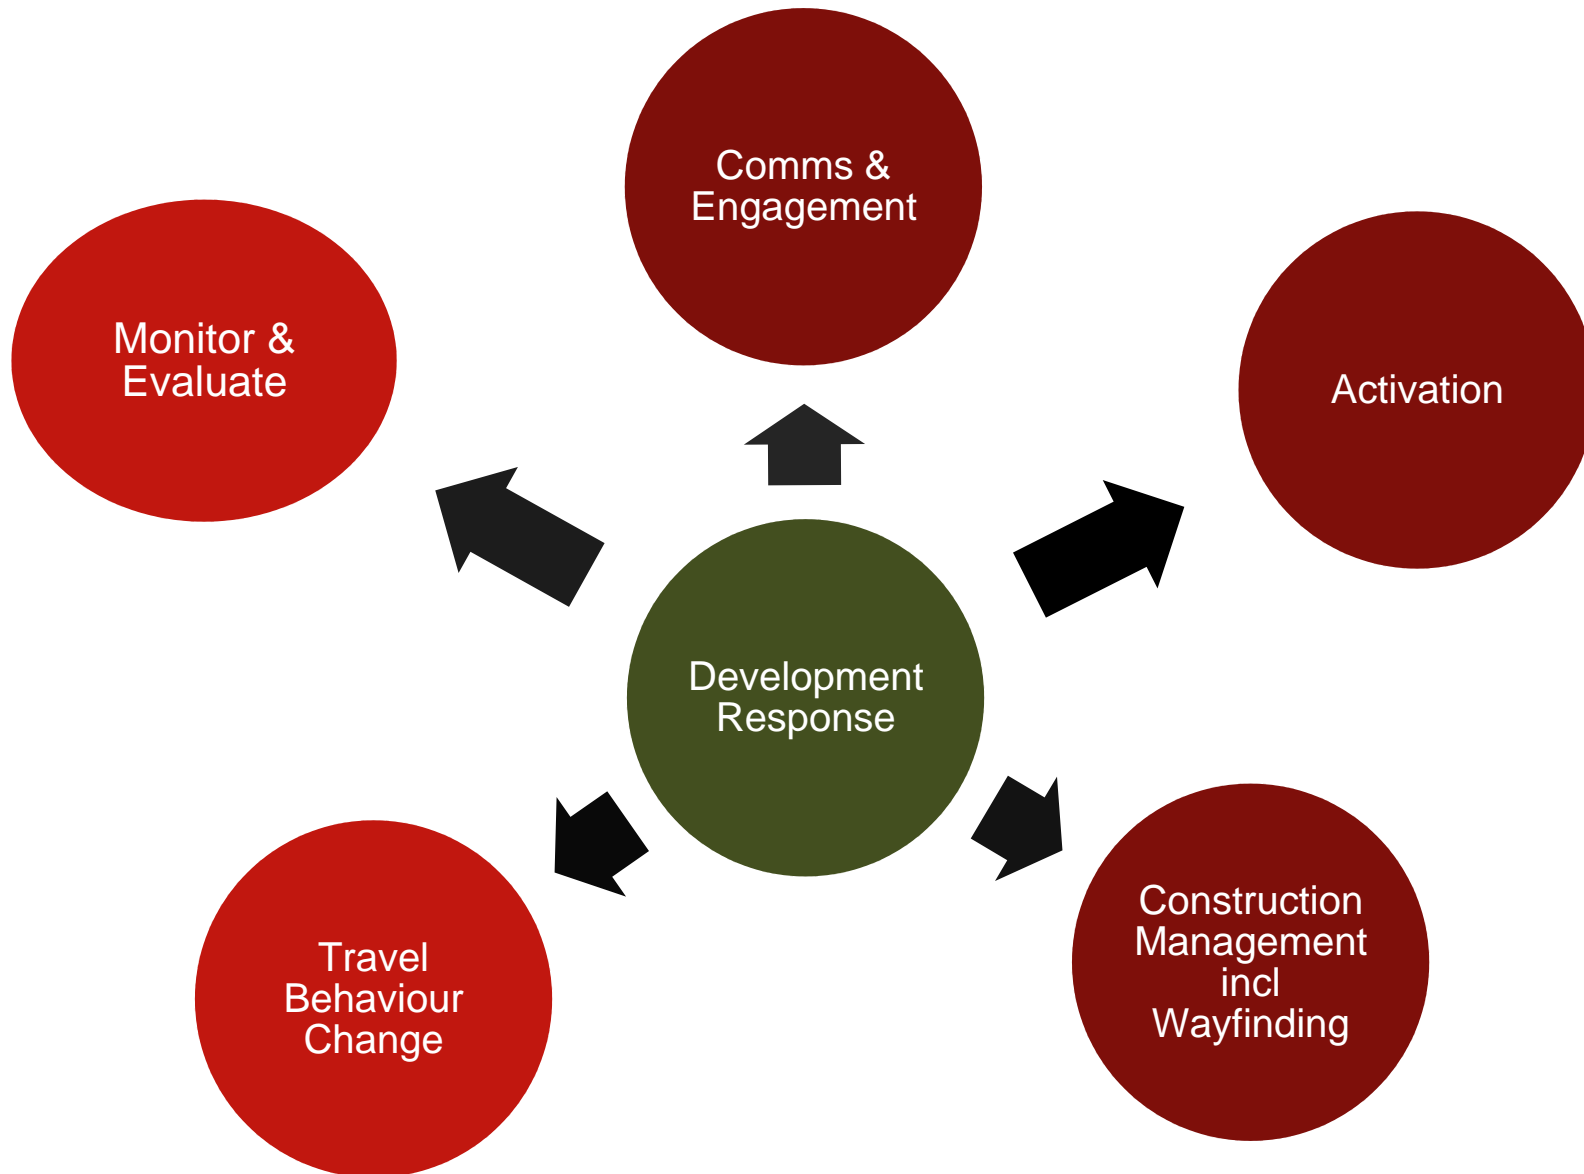 Comms &
Engagement
Monitor &
Evaluate
Activation
Development
Response
Travel
Behaviour
Change
Construction
Management
incl
Wayfinding